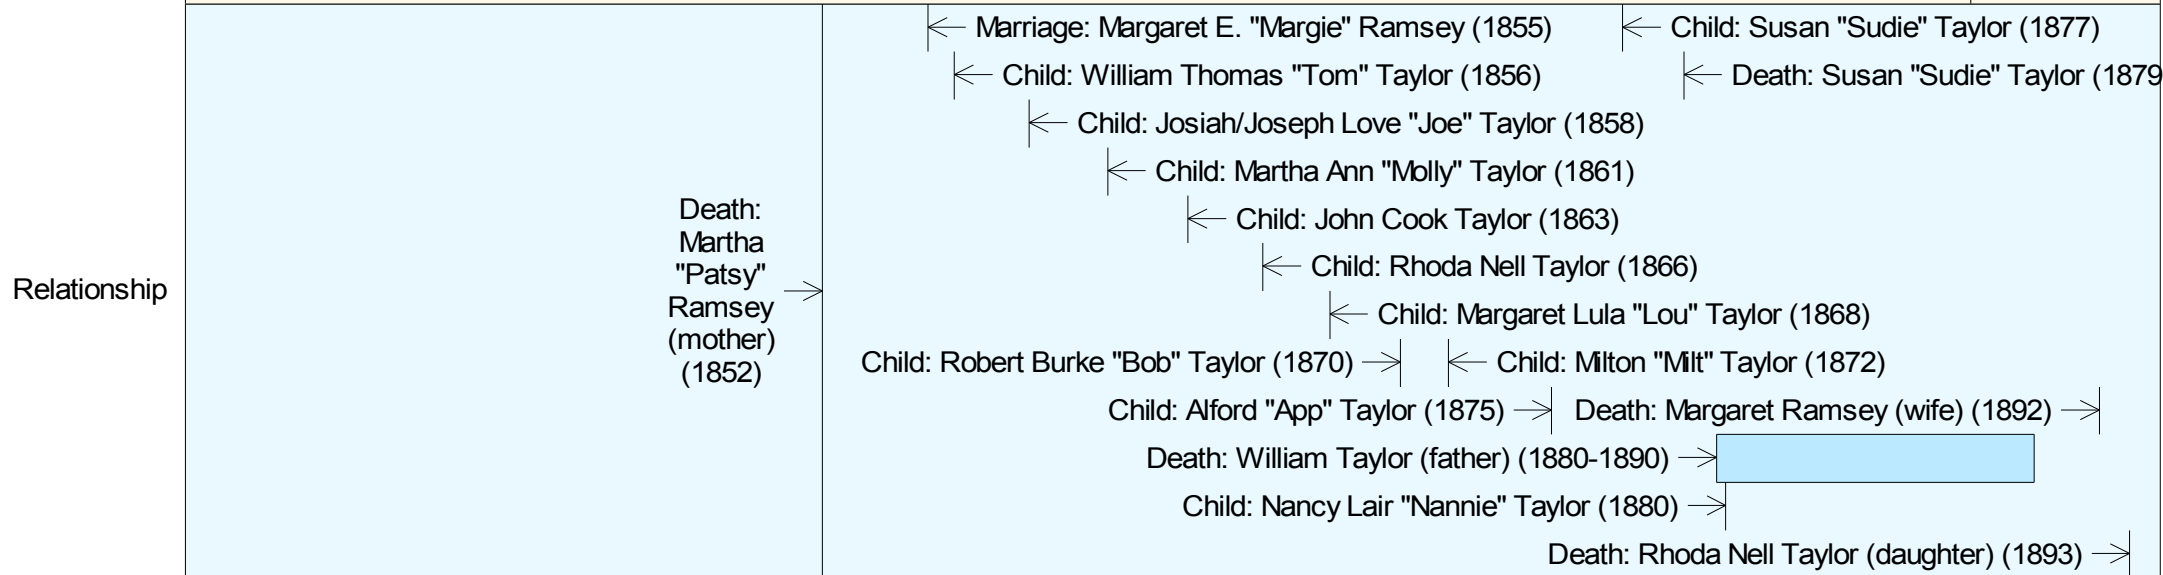 Marriage: Margaret E. "Margie" Ramsey (1855)
Child: Susan "Sudie" Taylor (1877)
Child: William Thomas "Tom" Taylor (1856)
Death: Susan "Sudie" Taylor (1879
Child: Josiah/Joseph Love "Joe" Taylor (1858)
Child: Martha Ann "Molly" Taylor (1861)
Death:
Martha
"Patsy"
Ramsey
(mother)
(1852)
Child: John Cook Taylor (1863)
Child: Rhoda Nell Taylor (1866)
Relationship
Child: Margaret Lula "Lou" Taylor (1868)
Child: Robert Burke "Bob" Taylor (1870)
Child: Milton "Milt" Taylor (1872)
Child: Alford "App" Taylor (1875)
Death: Margaret Ramsey (wife) (1892)
Death: William Taylor (father) (1880-1890)
Child: Nancy Lair "Nannie" Taylor (1880)
Death: Rhoda Nell Taylor (daughter) (1893)